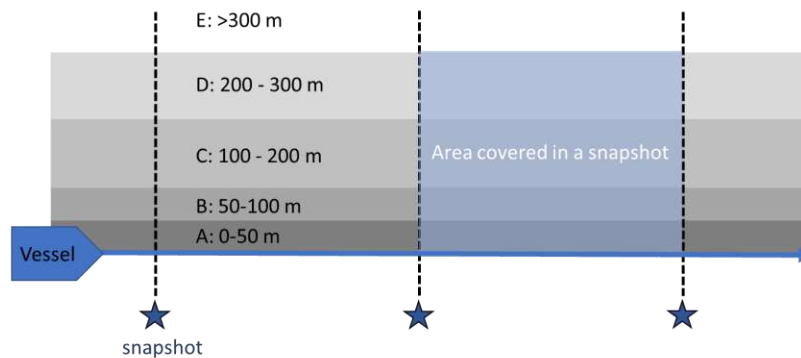 E: >300 m
D: 200 - 300 m
C: 100 - 200 m
Area covered in a snapshot
B: 50-100 m
A: 0-50 m
Vessel
snapshot